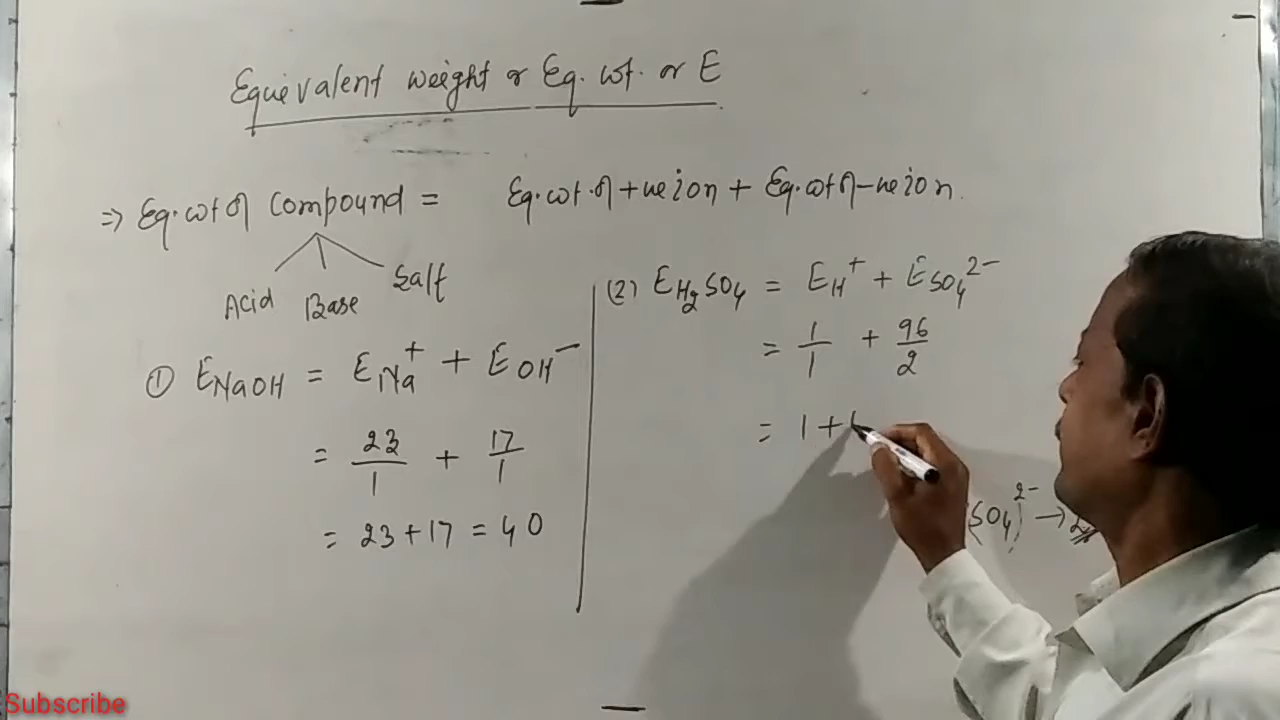 Equivalent weight or Eq. wt. or E
⇒ Eq. wt of Compound = Eq. wt. of +ve ion + Eq. wt of -ve ion.
Acid Base Salt
① E NaOH = E Na⁺ + E OH⁻
= 23/1 + 17/1
= 23 + 17 = 40
(2) E H₂SO₄ = E H⁺ + E SO₄²⁻
= 1/1 + 96/2
= 1 +
(SO₄)²⁻ →
Subscribe